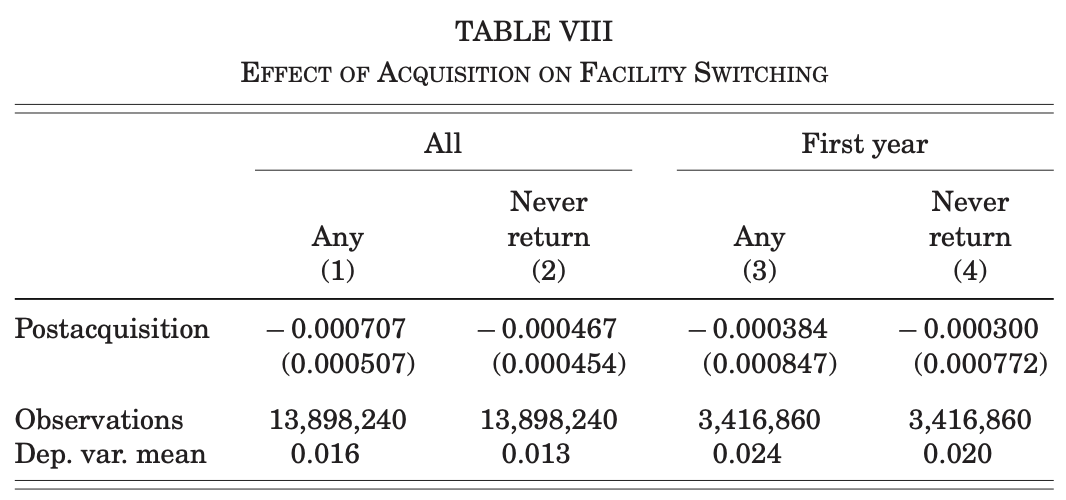 TABLE VIII
EFFECT OF ACQUISITION ON FACILITY SWITCHING
All First year
Never Never
Any return Any return
(1) (2) (3) (4)
Postacquisition − 0.000707 − 0.000467 − 0.000384 − 0.000300
(0.000507) (0.000454) (0.000847) (0.000772)
Observations 13,898,240 13,898,240 3,416,860 3,416,860
Dep. var. mean 0.016 0.013 0.024 0.020